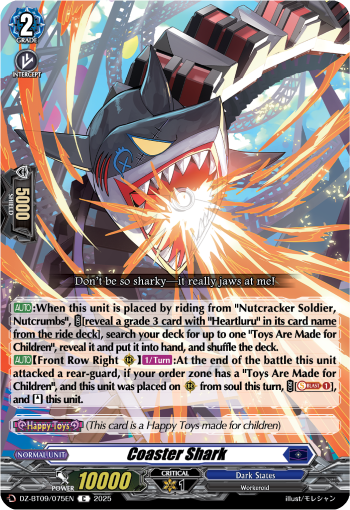 2
GRADE
INTERCEPT
5000
SHIELD
Don't be so sharky—it really jaws at me!
AUTO:When this unit is placed by riding from "Nutcracker Soldier,
Nutcrumbs", [reveal a grade 3 card with "Heartluru" in its card name
from the ride deck], search your deck for up to one "Toys Are Made for
Children", reveal it and put it into hand, and shuffle the deck.
AUTO【Front Row Right】1/Turn:At the end of the battle this unit
attacked a rear-guard, if your order zone has a "Toys Are Made for
Children", and this unit was placed on from soul this turn, [BLAST-1],
and this unit.
Happy Toys (This card is a Happy Toys made for children)
NORMAL UNIT
Coaster Shark
POWER 10000
CRITICAL
1
Dark States
Workeroid
DZ-BT09/075EN C 2025
illust/モレシャン